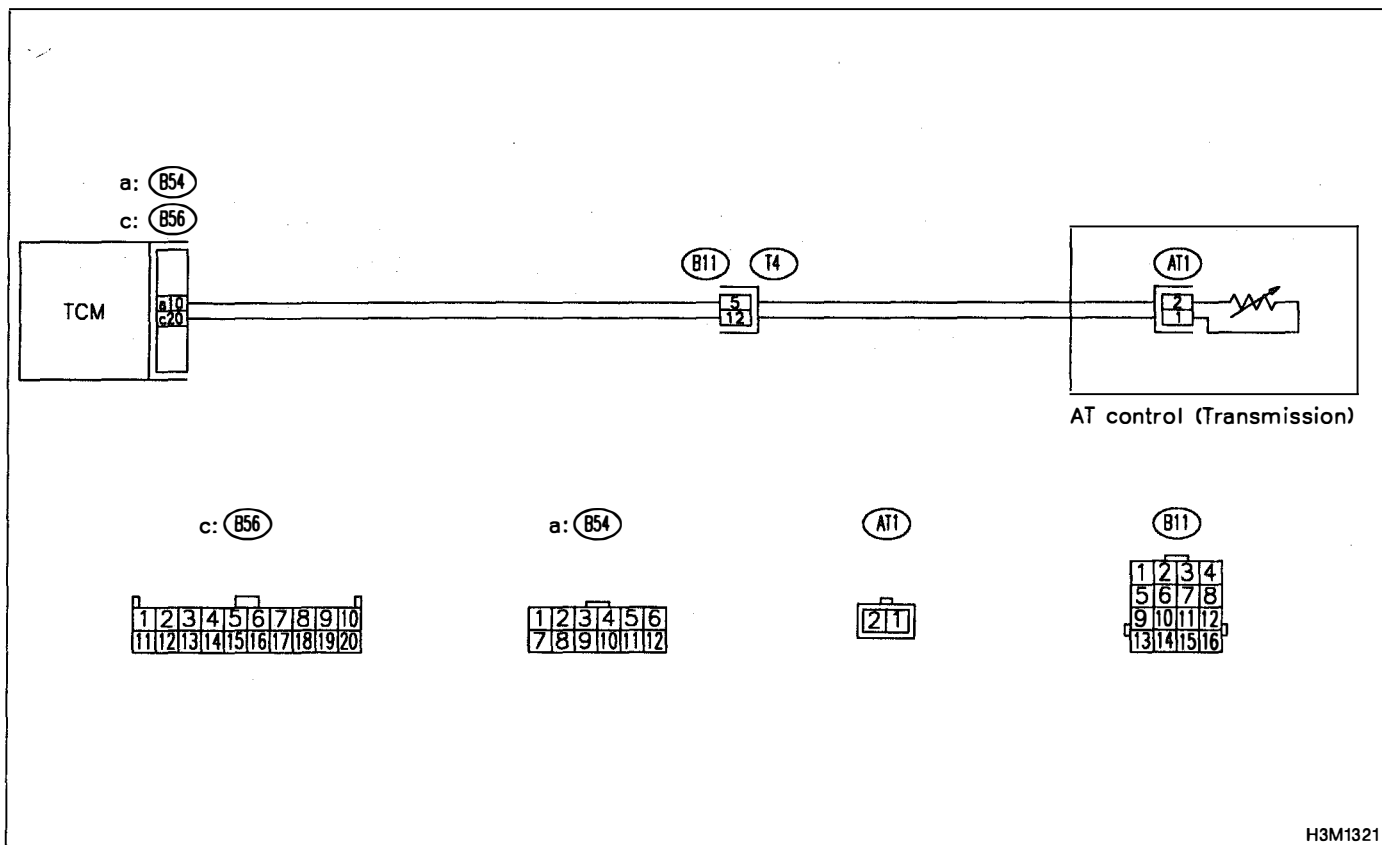 a: B54
c: B56
TCM
a10
c20
B11 T4
5
12
AT1
2
1
AT control (Transmission)
c: B56
1 2 3 4 5 6 7 8 9 10
11 12 13 14 15 16 17 18 19 20
a: B54
1 2 3 4 5 6
7 8 9 10 11 12
AT1
2 1
B11
1 2 3 4
5 6 7 8
9 10 11 12
13 14 15 16
H3M1321